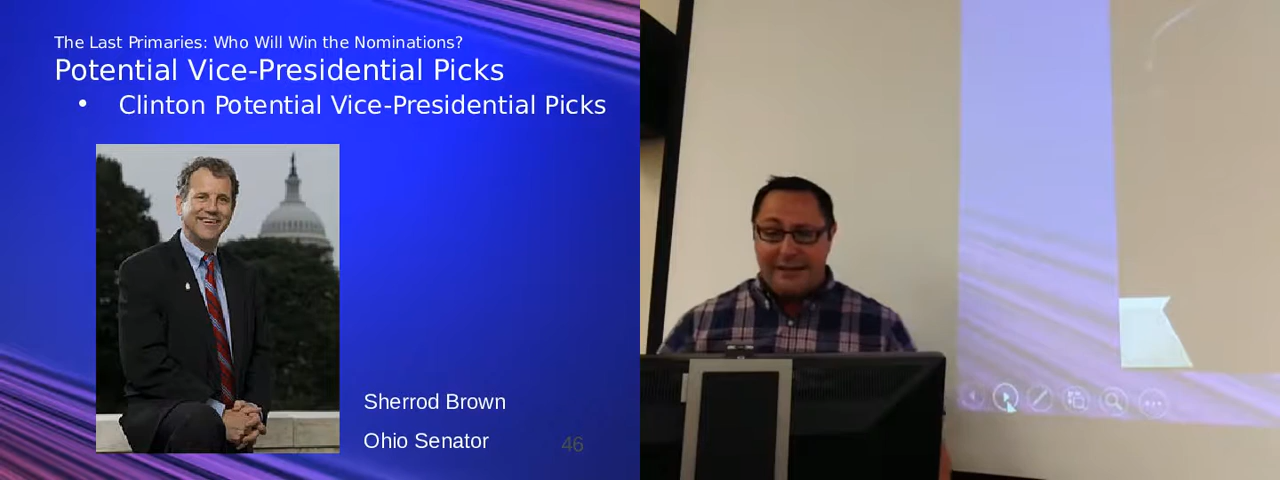 The Last Primaries: Who Will Win the Nominations?
Potential Vice-Presidential Picks
• Clinton Potential Vice-Presidential Picks
Sherrod Brown
Ohio Senator
46